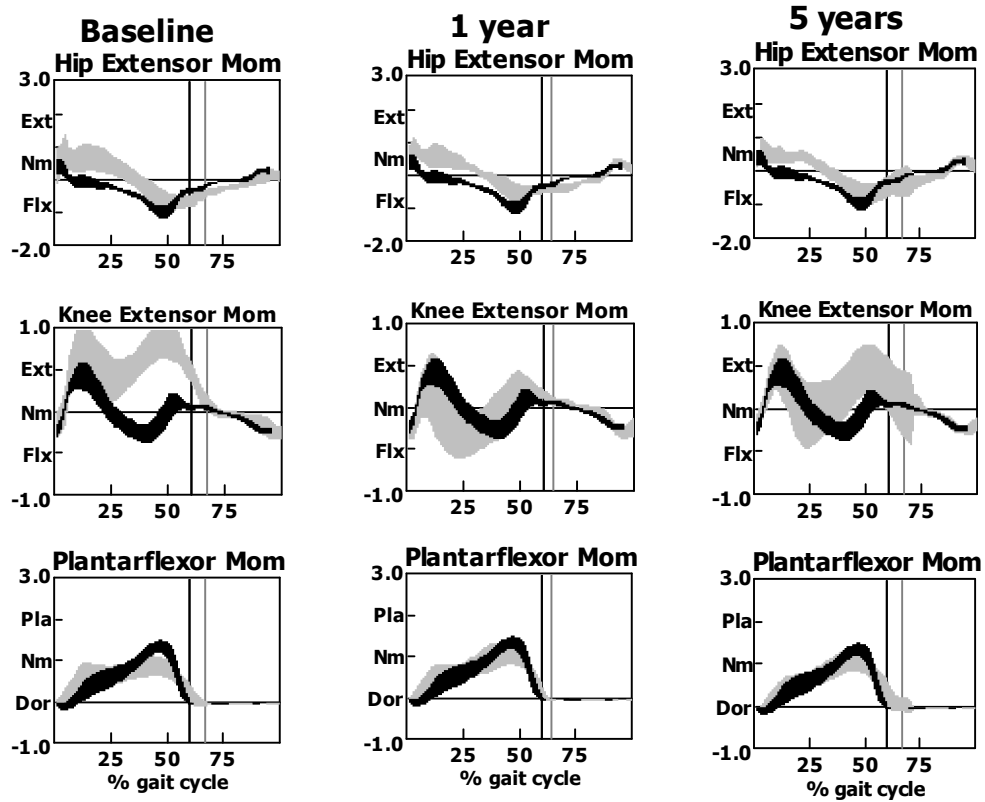 Baseline
1 year
5 years
Hip Extensor Mom
Hip Extensor Mom
Hip Extensor Mom
3.0
Ext
Nm
Flx
-2.0
25 50 75
3.0
Ext
Nm
Flx
-2.0
25 50 75
3.0
Ext
Nm
Flx
-2.0
25 50 75
Knee Extensor Mom
Knee Extensor Mom
Knee Extensor Mom
1.0
Ext
Nm
Flx
-1.0
25 50 75
1.0
Ext
Nm
Flx
-1.0
25 50 75
1.0
Ext
Nm
Flx
-1.0
25 50 75
Plantarflexor Mom
Plantarflexor Mom
Plantarflexor Mom
3.0
Pla
Nm
Dor
-1.0
25 50 75
% gait cycle
3.0
Pla
Nm
Dor
-1.0
25 50 75
% gait cycle
3.0
Pla
Nm
Dor
-1.0
25 50 75
% gait cycle